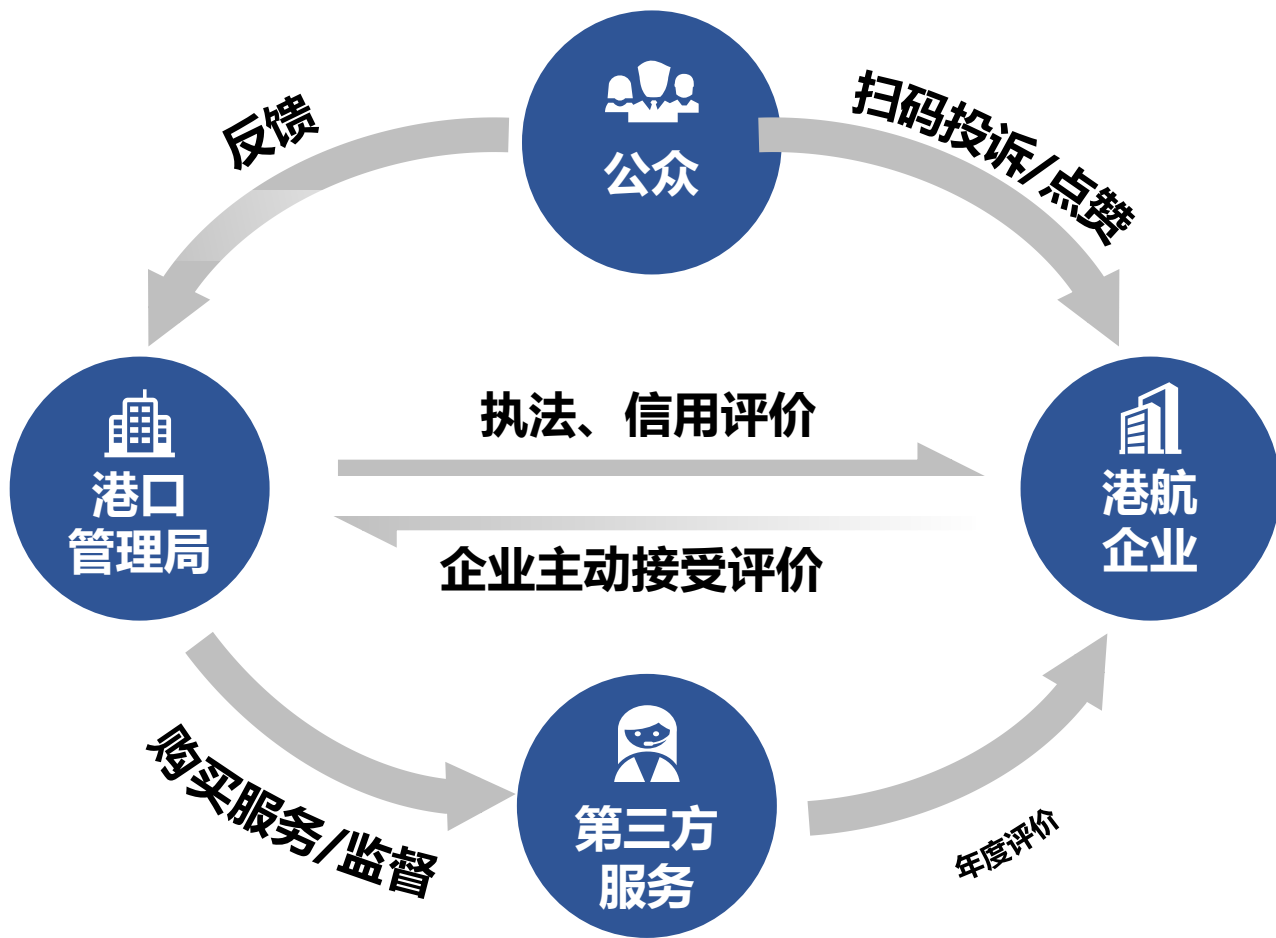 公众
反馈
扫码投诉/点赞
执法、信用评价
港口
管理局
港航
企业
企业主动接受评价
购买服务/监督
第三方
服务
年度评价